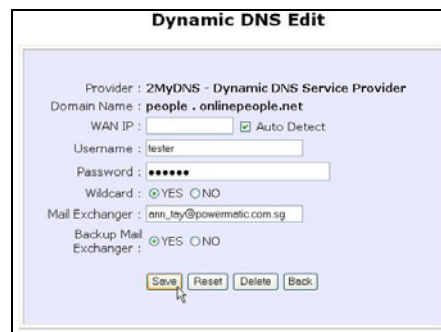 Dynamic DNS Edit
Provider : 2MyDNS - Dynamic DNS Service Provider
Domain Name : people . onlinepeople.net
WAN IP : Auto Detect
Username : tester
Password : ●●●●●●
Wildcard : YES NO
Mail Exchanger : ann_tay@powermatic.com.sg
Backup Mail Exchanger : YES NO
Save Reset Delete Back